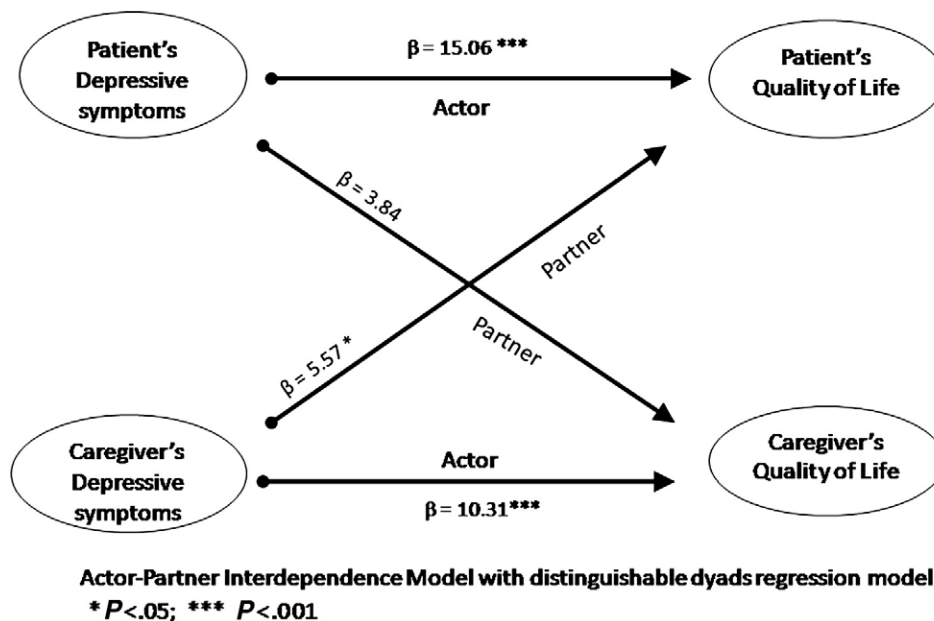 Patient's
Depressive
symptoms
β = 15.06 ***
Actor
Patient's
Quality of Life
β = 3.84
Partner
Partner
β = 5.57 *
Caregiver's
Depressive
symptoms
Actor
β = 10.31***
Caregiver's
Quality of Life
Actor-Partner Interdependence Model with distinguishable dyads regression model
* P<.05; *** P<.001